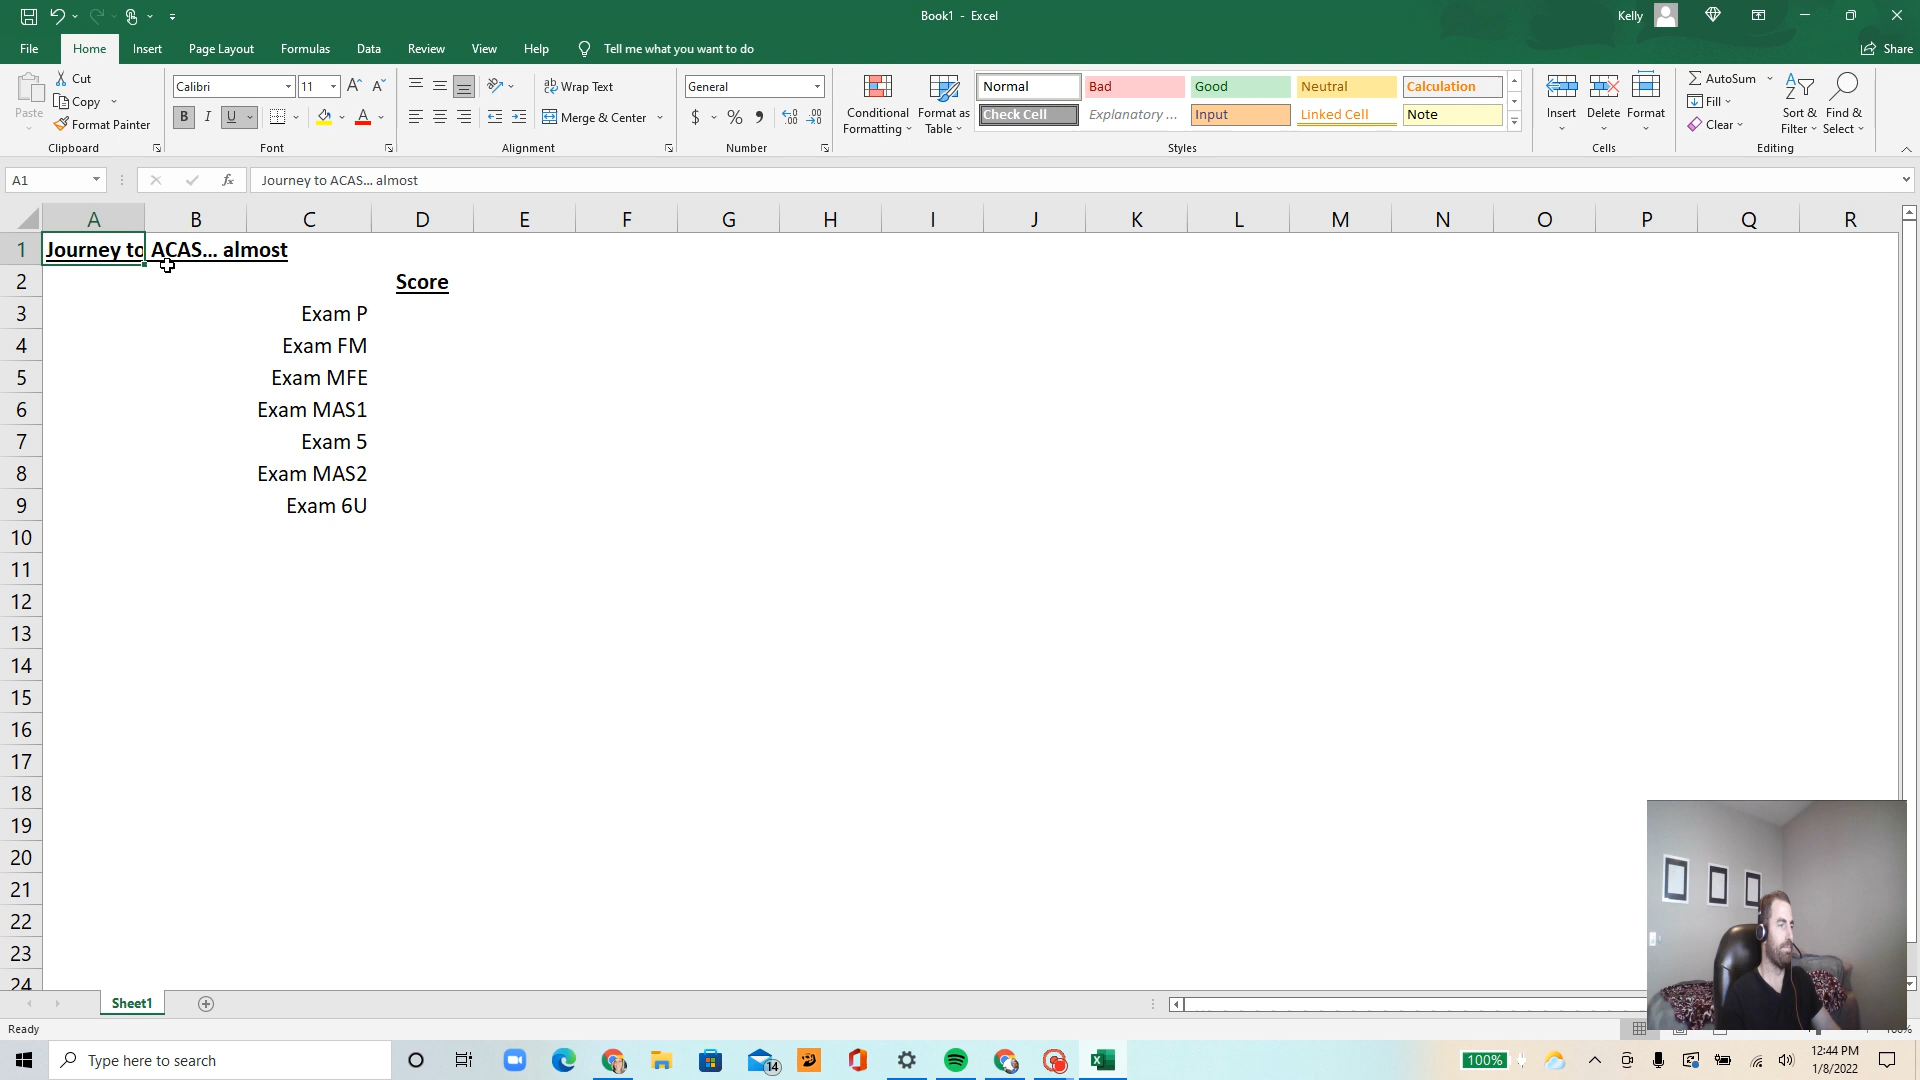 Book1 - Excel
Kelly
File Home Insert Page Layout Formulas Data Review View Help Tell me what you want to do
Share
Paste
Cut
Copy
Format Painter
Clipboard
Calibri 11
B I U
Font
Wrap Text
Merge & Center
Alignment
General
$ % ,
Number
Conditional Formatting
Format as Table
Normal Bad Good Neutral Calculation
Check Cell Explanatory ... Input Linked Cell Note
Styles
Insert Delete Format
Cells
AutoSum
Fill
Clear
Sort & Filter
Find & Select
Editing
A1
fx
Journey to ACAS... almost
A B C D E F G H I J K L M N O P Q R
1 Journey to ACAS... almost
2 Score
3 Exam P
4 Exam FM
5 Exam MFE
6 Exam MAS1
7 Exam 5
8 Exam MAS2
9 Exam 6U
10
11
12
13
14
15
16
17
18
19
20
21
22
23
24
Sheet1
Ready
Type here to search
14
100%
12:44 PM
1/8/2022